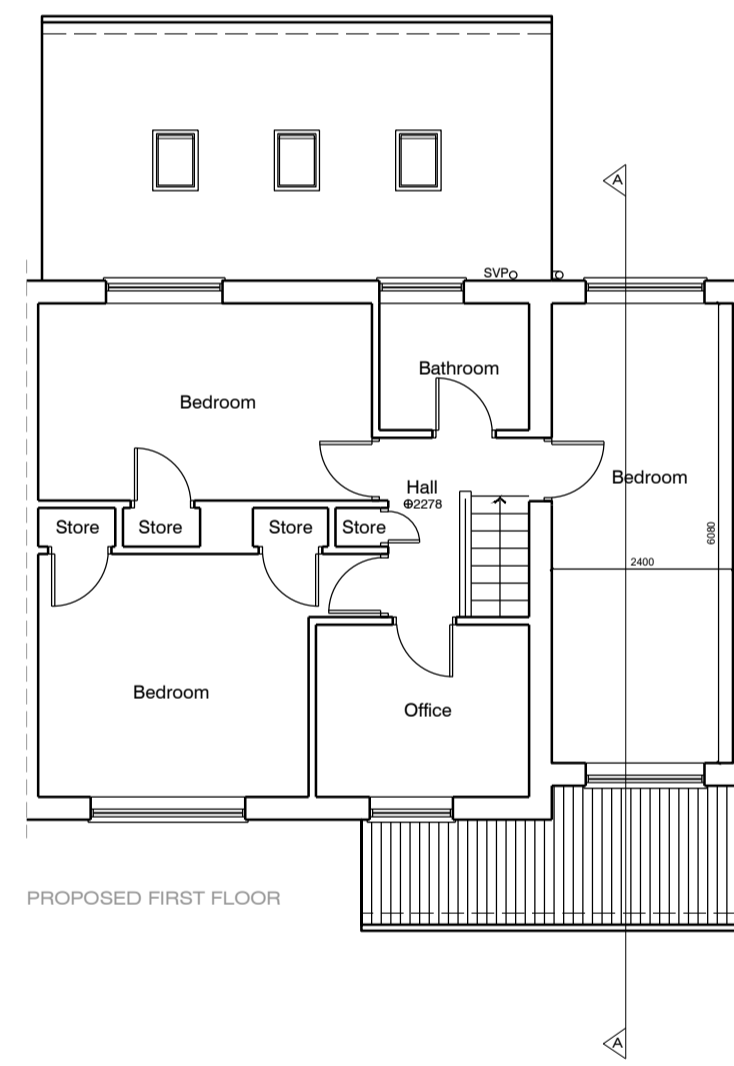 A
SVP
Bathroom
Bedroom
Bedroom
Hall
⊕2278
Store
Store
Store
Store
6080
2400
Bedroom
Office
PROPOSED FIRST FLOOR
A